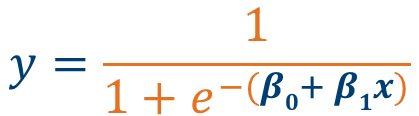 y = 1 / (1 + e^−(β₀ + β₁x))